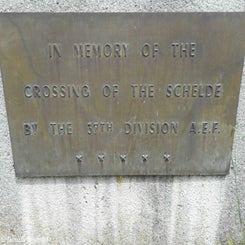 IN MEMORY OF THE
CROSSING OF THE SCHELDE
BY THE 37TH DIVISION A.E.F.